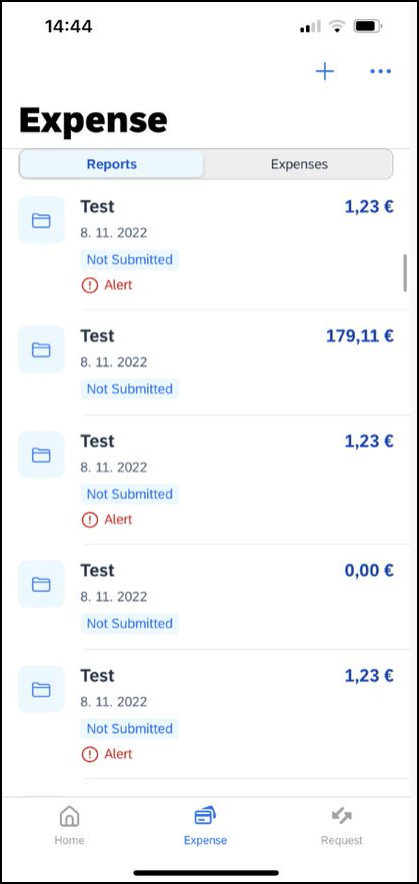 14:44
Expense
Reports Expenses
Test 1,23 €
8. 11. 2022
Not Submitted
Alert
Test 179,11 €
8. 11. 2022
Not Submitted
Test 1,23 €
8. 11. 2022
Not Submitted
Alert
Test 0,00 €
8. 11. 2022
Not Submitted
Test 1,23 €
8. 11. 2022
Not Submitted
Alert
Home Expense Request